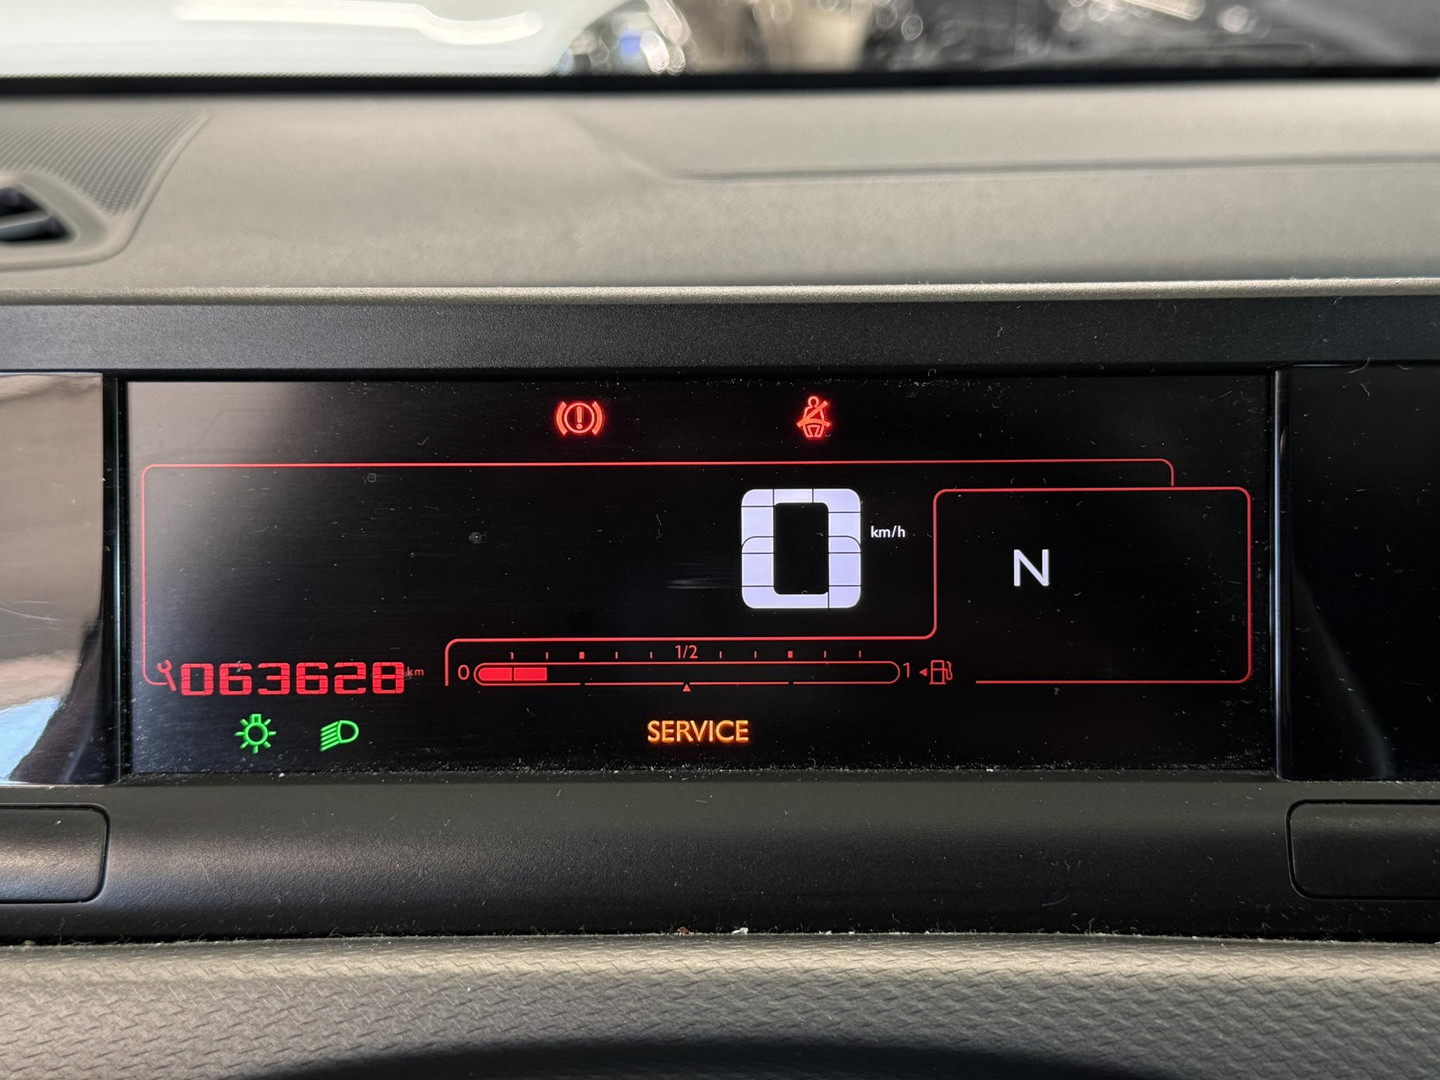 0 km/h
N
1/2
063628 km
0 1
SERVICE